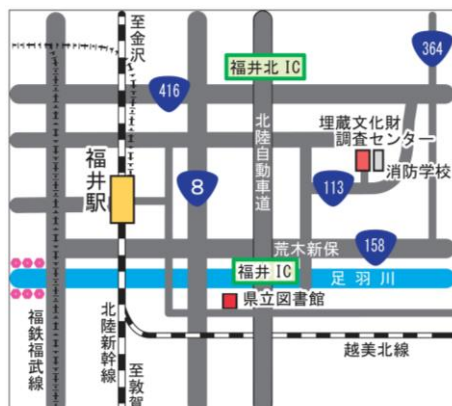 至金沢
416
福井北 IC
364
北陸自動車道
埋蔵文化財
調査センター
消防学校
福井駅
8
113
荒木新保
158
福井 IC
足羽川
県立図書館
福鉄福武線
北陸新幹線
至敦賀
越美北線